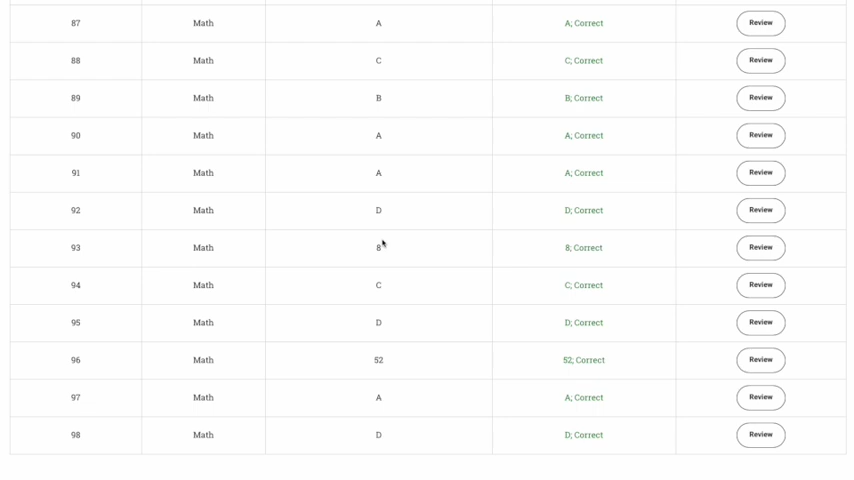 87 Math A A; Correct Review
88 Math C C; Correct Review
89 Math B B; Correct Review
90 Math A A; Correct Review
91 Math A A; Correct Review
92 Math D D; Correct Review
93 Math 8 8; Correct Review
94 Math C C; Correct Review
95 Math D D; Correct Review
96 Math 52 52; Correct Review
97 Math A A; Correct Review
98 Math D D; Correct Review